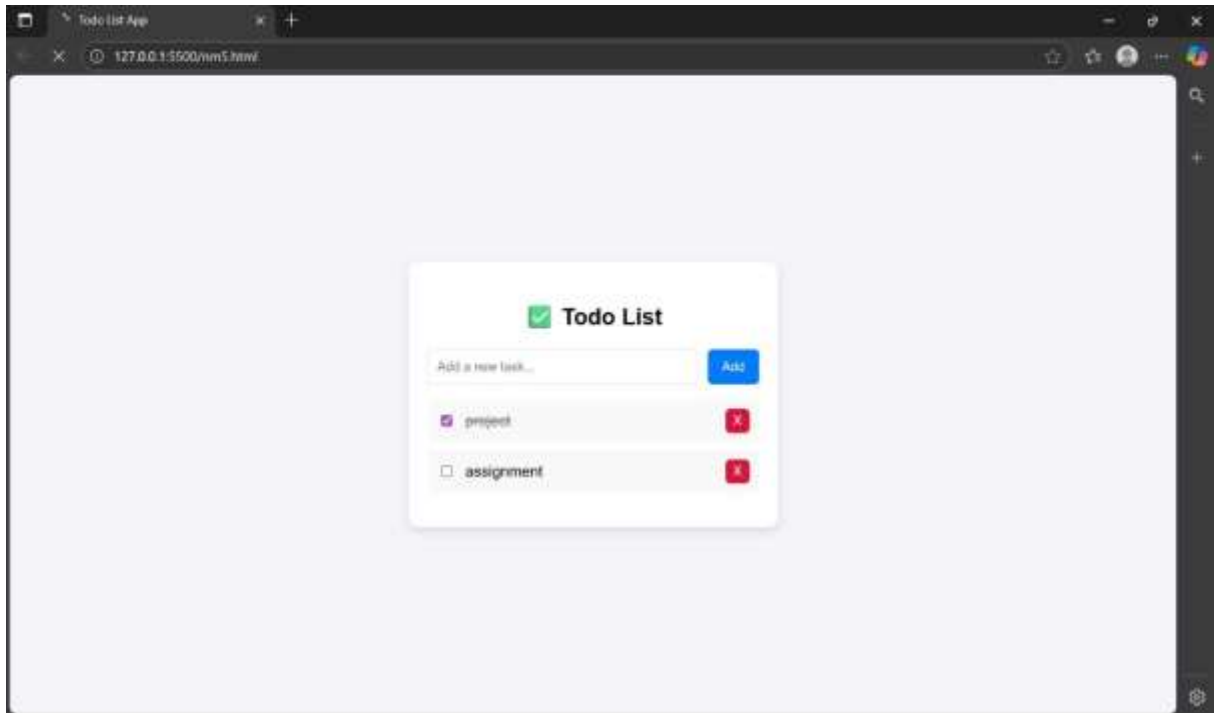 Todo List App
127.0.0.1:5500/nm5.html
✅ Todo List
Add a new task...
Add
project
X
assignment
X